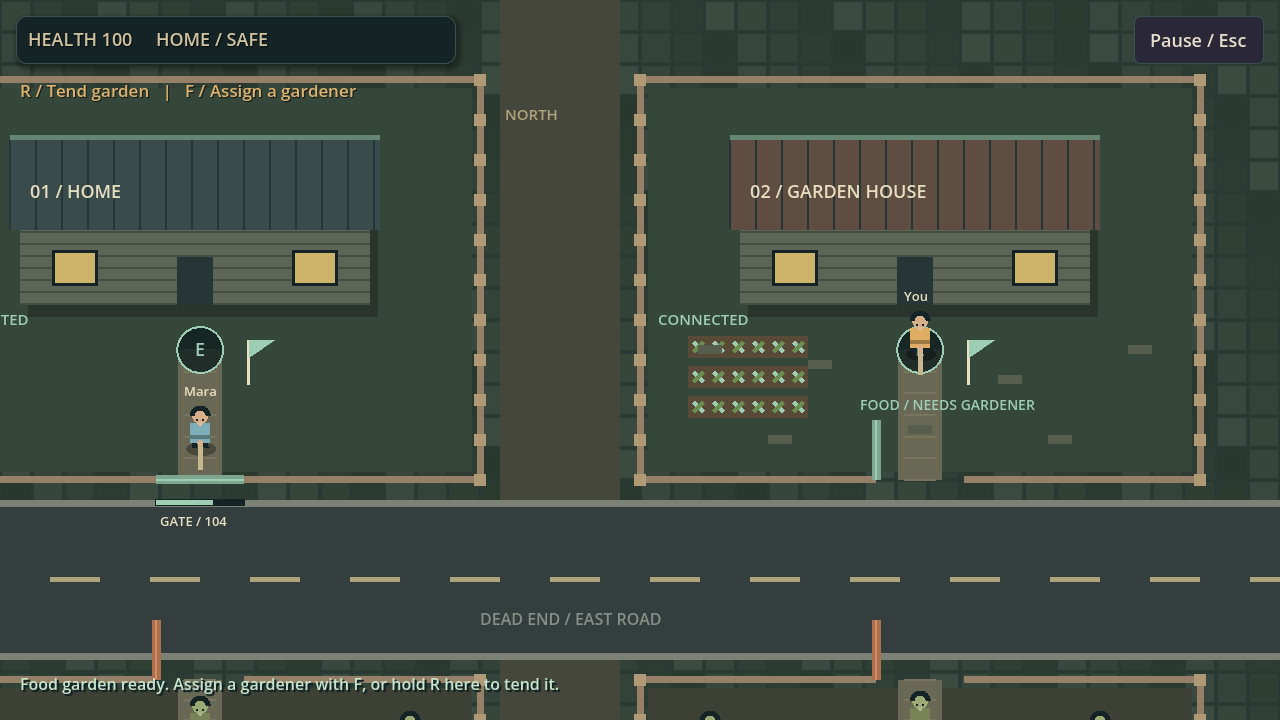 HEALTH 100 HOME / SAFE
Pause / Esc
R / Tend garden | F / Assign a gardener
NORTH
01 / HOME
02 / GARDEN HOUSE
You
TED
CONNECTED
E
Mara
FOOD / NEEDS GARDENER
GATE / 104
DEAD END / EAST ROAD
Food garden ready. Assign a gardener with F, or hold R here to tend it.